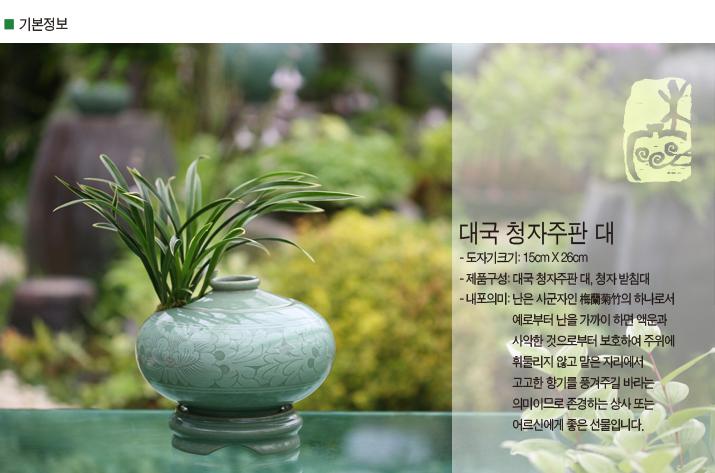 기본정보
대국 청자주판 대
- 도자기크기: 15cm X 26cm
- 제품구성: 대국 청자주판 대, 청자 받침대
- 내포의미: 난은 사군자인 梅蘭菊竹의 하나로서
예로부터 난을 가까이 하면 액운과
사악한 것으로부터 보호하여 주위에
휘둘리지 않고 맑은 자리에서
고고한 향기를 풍겨주길 바라는
의미이므로 존경하는 상사 또는
어르신에게 좋은 선물입니다.